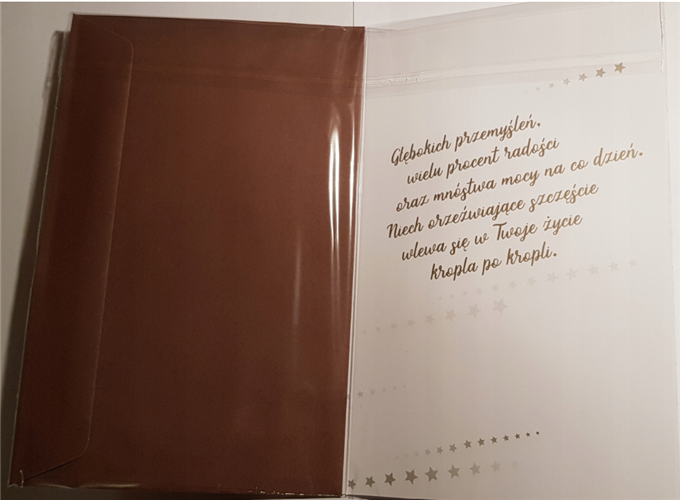 Głębokich przemyśleń,
wielu procent radości
oraz mnóstwa mocy na co dzień.
Niech orzeźwiające szczęście
wlewa się w Twoje życie
kropla po kropli.